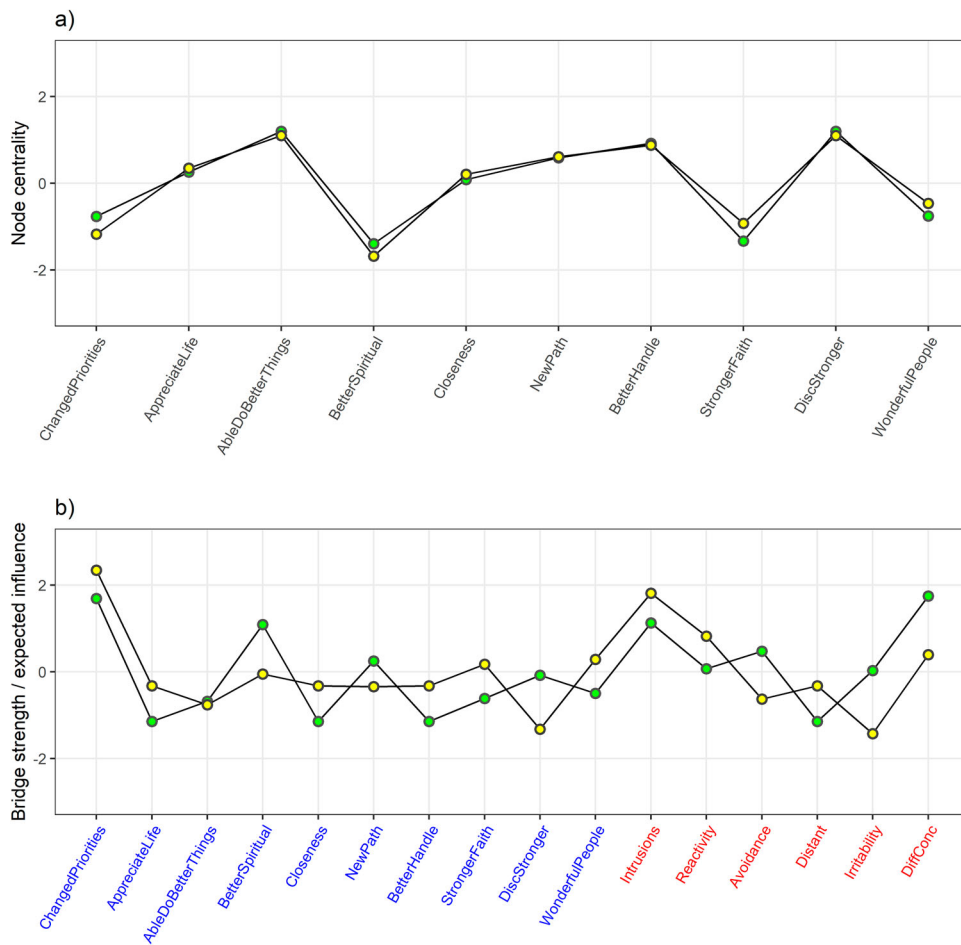 a)
Node centrality
2
0
-2
ChangedPriorities
AppreciateLife
AbleDoBetterThings
BetterSpiritual
Closeness
NewPath
BetterHandle
StrongerFaith
DiscStronger
WonderfulPeople
b)
Bridge strength / expected influence
2
0
-2
ChangedPriorities
AppreciateLife
AbleDoBetterThings
BetterSpiritual
Closeness
NewPath
BetterHandle
StrongerFaith
DiscStronger
WonderfulPeople
Intrusions
Reactivity
Avoidance
Distant
Irritability
DiffConc